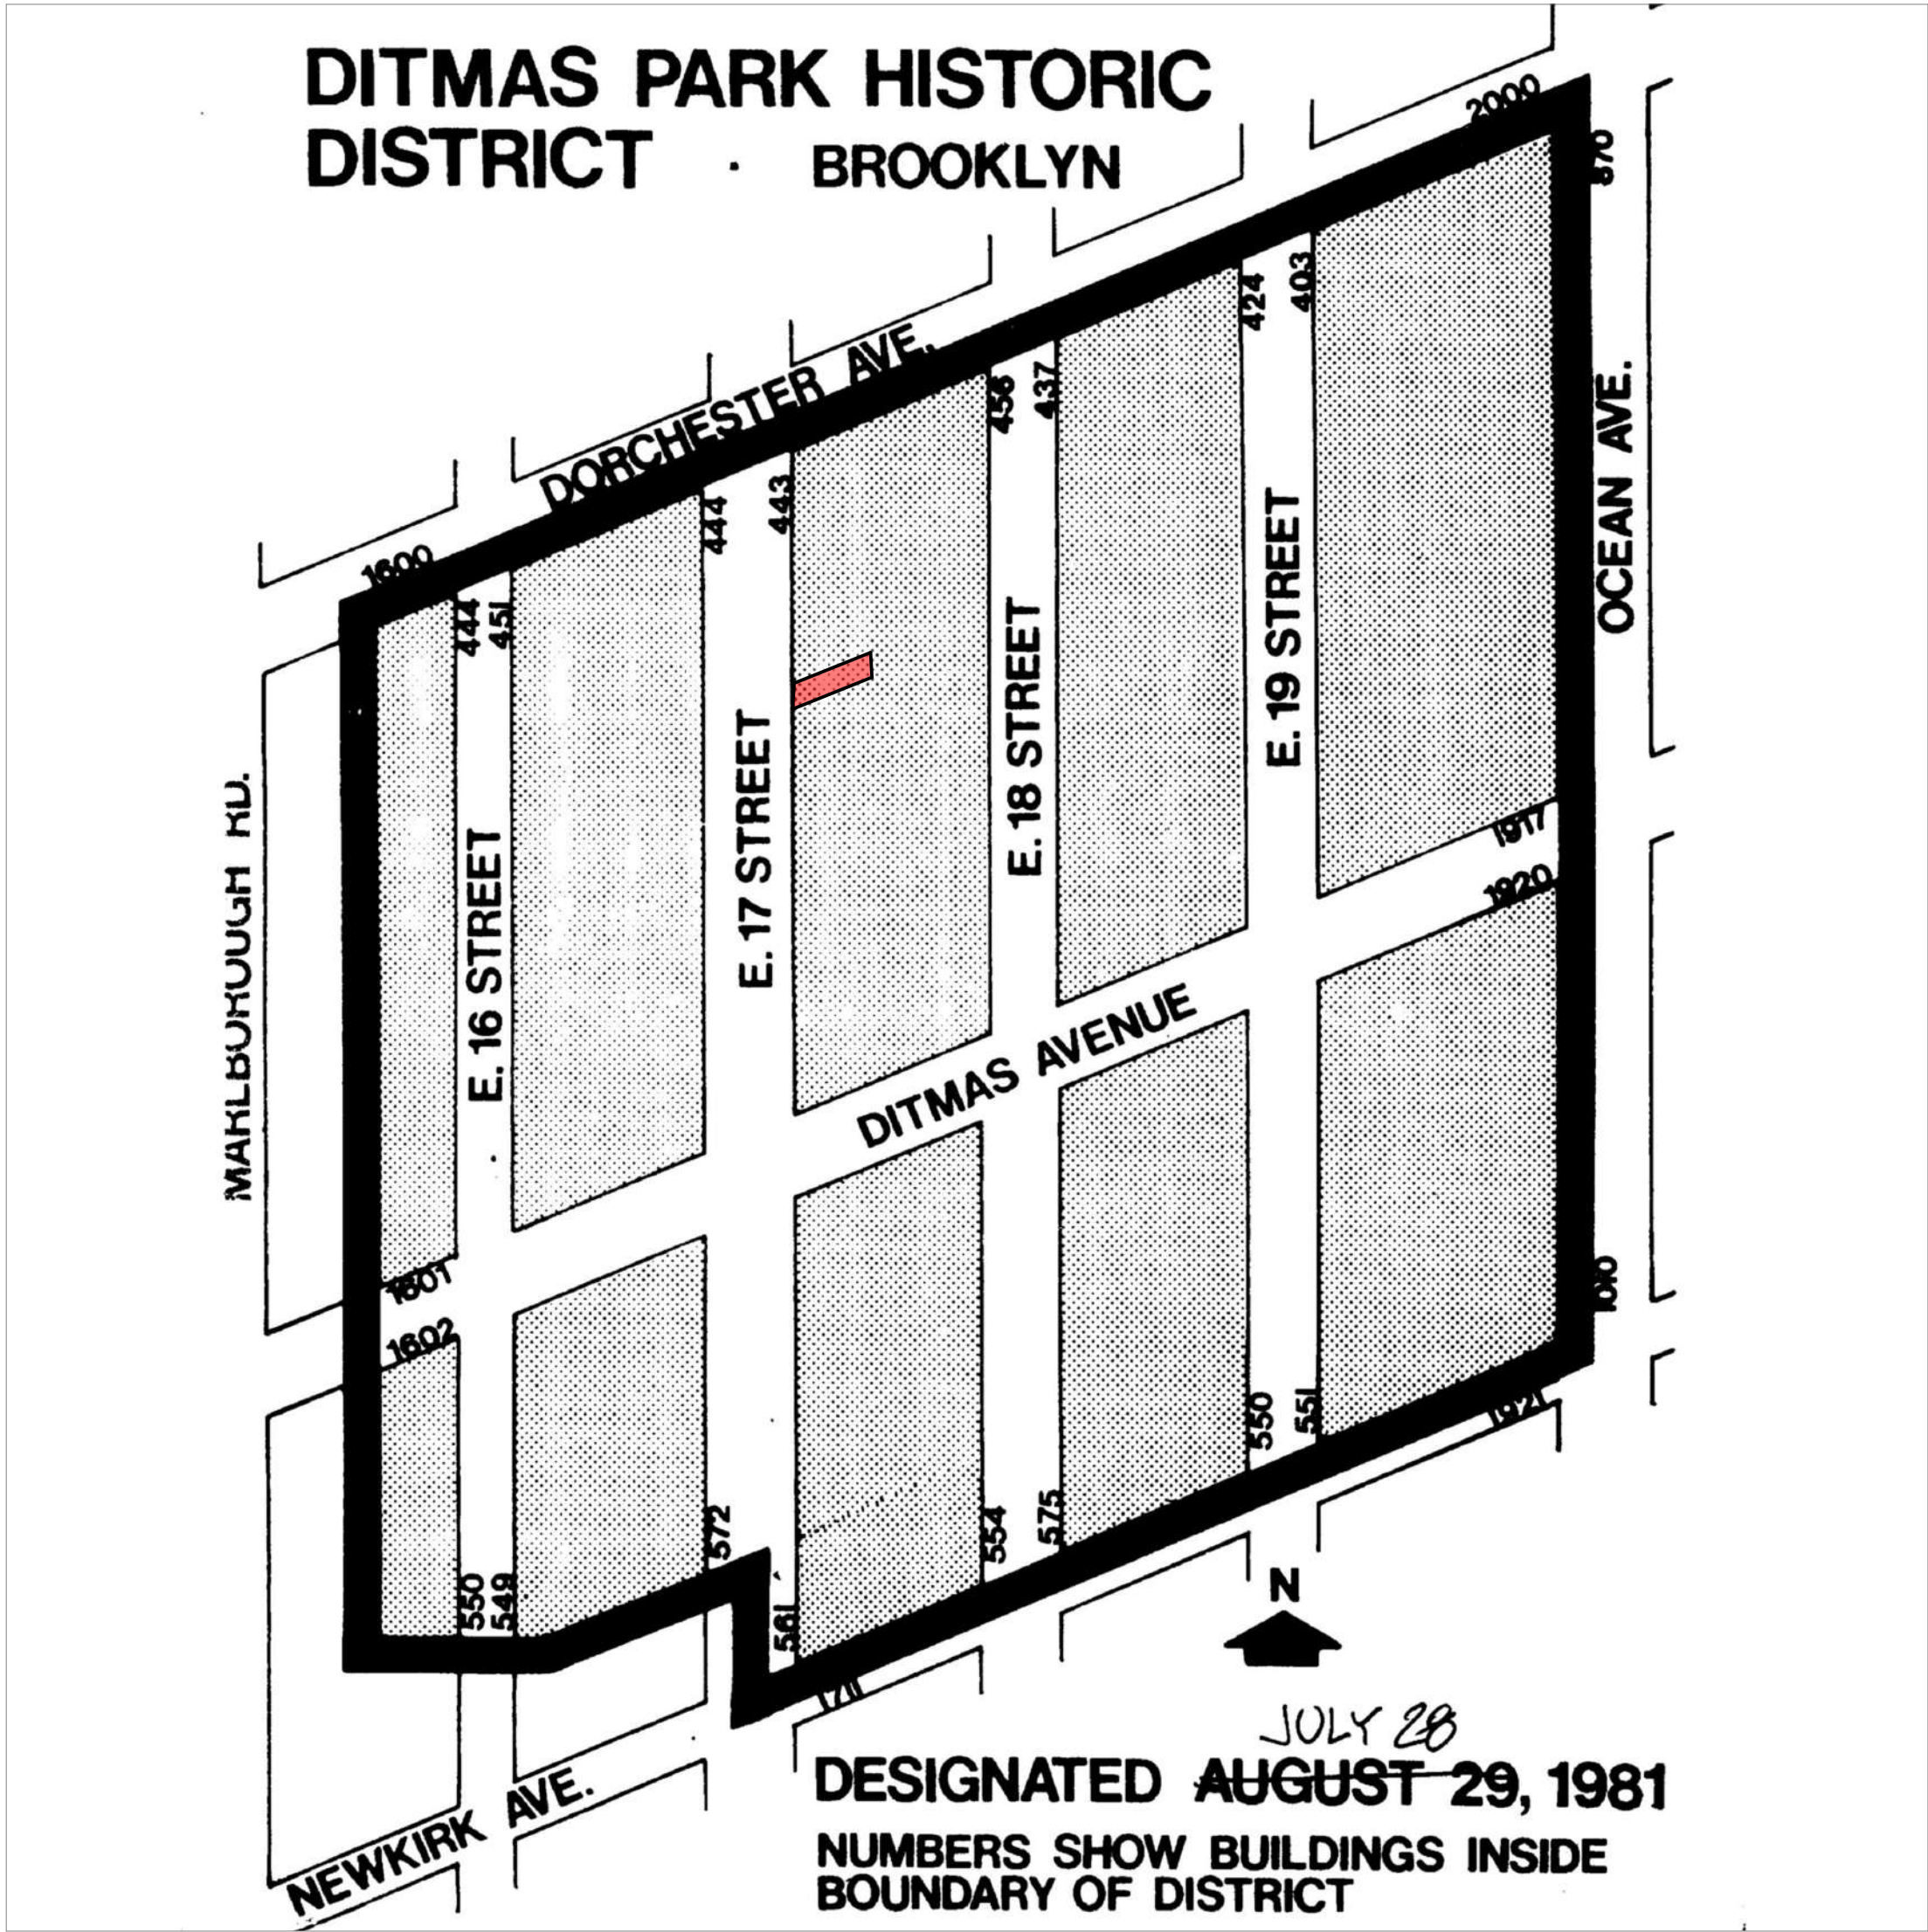 DITMAS PARK HISTORIC
DISTRICT · BROOKLYN
2000
870
424
403
DORCHESTER AVE.
456
437
OCEAN AVE.
444
443
1600
444
451
E. 19 STREET
E. 18 STREET
E. 17 STREET
E. 16 STREET
MARLBOROUGH RD.
1917
1920
DITMAS AVENUE
1601
1602
1010
550
551
1921
572
554
575
550
549
561
1711
N
JULY 28
DESIGNATED AUGUST 29, 1981
NEWKIRK AVE.
NUMBERS SHOW BUILDINGS INSIDE
BOUNDARY OF DISTRICT